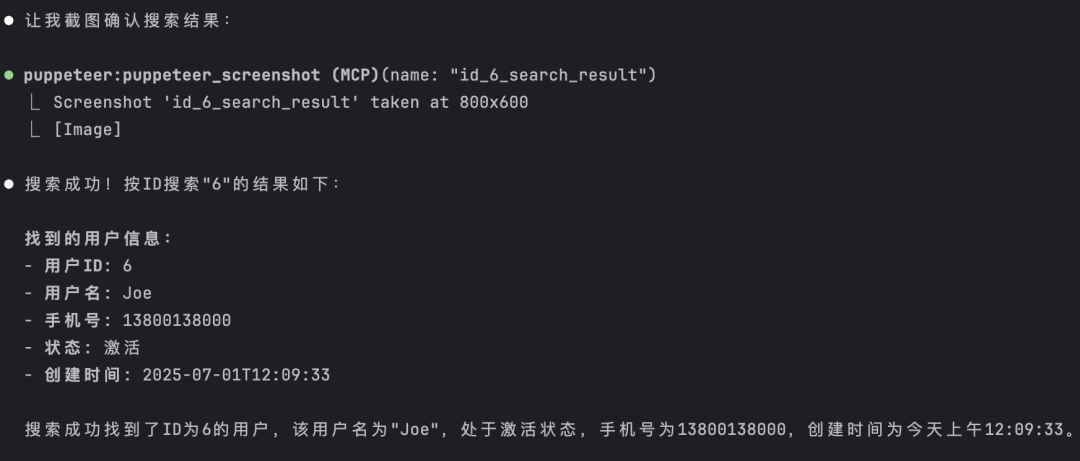 ● 让我截图确认搜索结果：
● puppeteer:puppeteer_screenshot (MCP)(name: "id_6_search_result")
⎿ Screenshot 'id_6_search_result' taken at 800x600
⎿ [Image]
● 搜索成功！按ID搜索"6"的结果如下：
找到的用户信息：
- 用户ID: 6
- 用户名: Joe
- 手机号: 13800138000
- 状态: 激活
- 创建时间: 2025-07-01T12:09:33
搜索成功找到了ID为6的用户，该用户名为"Joe"，处于激活状态，手机号为13800138000，创建时间为今天上午12:09:33。